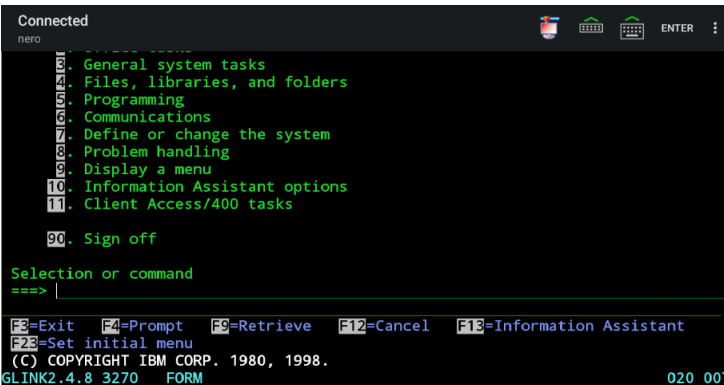 Connected
nero
ENTER
3. General system tasks
4. Files, libraries, and folders
5. Programming
6. Communications
7. Define or change the system
8. Problem handling
9. Display a menu
10. Information Assistant options
11. Client Access/400 tasks
90. Sign off
Selection or command
===>
F3=Exit F4=Prompt F9=Retrieve F12=Cancel F13=Information Assistant
F23=Set initial menu
(C) COPYRIGHT IBM CORP. 1980, 1998.
GLINK2.4.8 3270 FORM 020 00